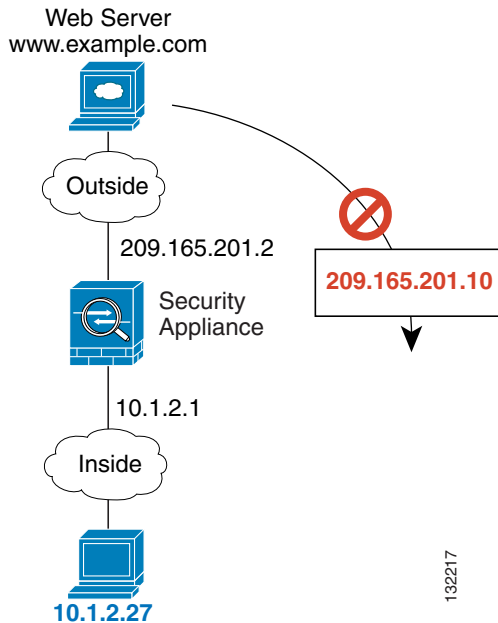 Web Server
www.example.com
Outside
209.165.201.2
209.165.201.10
Security
Appliance
10.1.2.1
Inside
10.1.2.27
132217